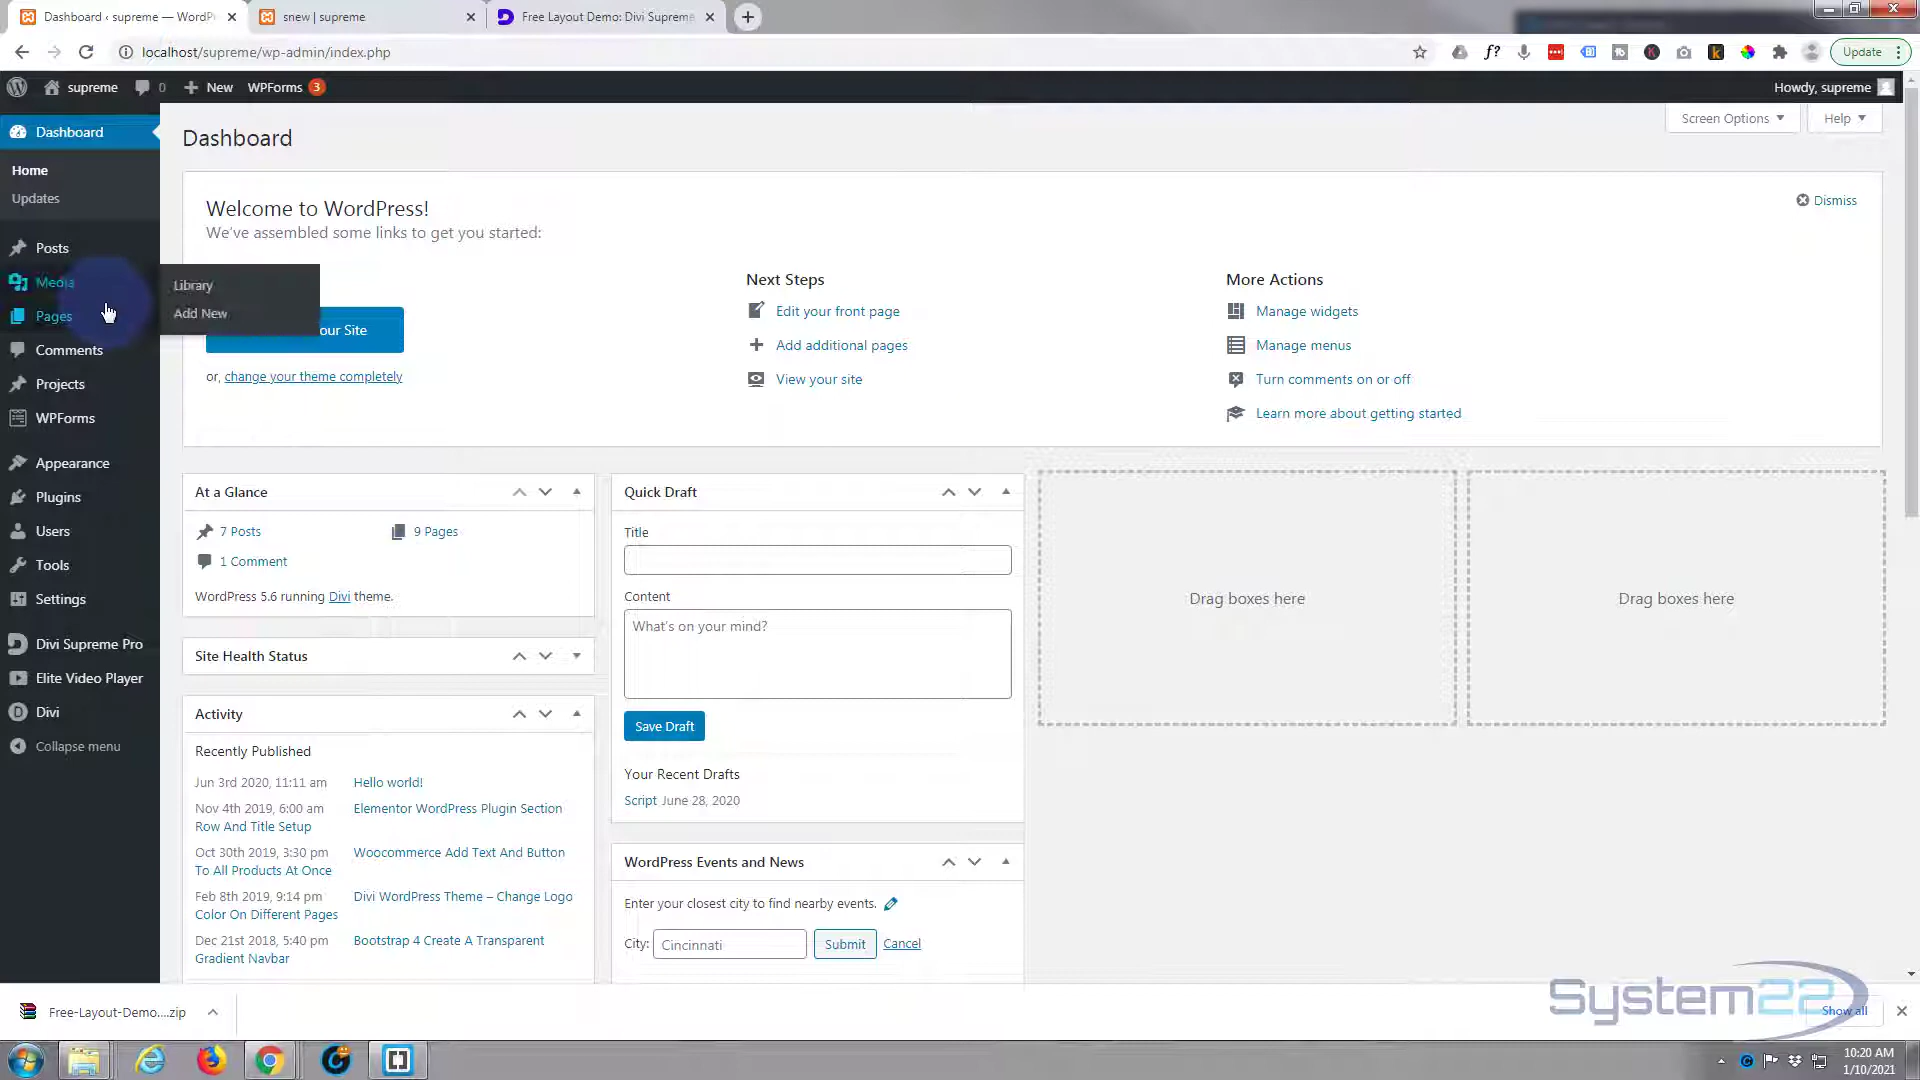 Dashboard ‹ supreme — WordPr
snew | supreme
Free Layout Demo: Divi Supreme
localhost/supreme/wp-admin/index.php
f?
Update
supreme
0
New
WPForms 3
Howdy, supreme
Dashboard
Home
Updates
Posts
Media
Pages
Comments
Projects
WPForms
Appearance
Plugins
Users
Tools
Settings
Divi Supreme Pro
Elite Video Player
Divi
Collapse menu
Library
Add New
Dashboard
Screen Options
Help
Welcome to WordPress!
We've assembled some links to get you started:
Dismiss
our Site
or, change your theme completely
Next Steps
Edit your front page
Add additional pages
View your site
More Actions
Manage widgets
Manage menus
Turn comments on or off
Learn more about getting started
At a Glance
7 Posts
9 Pages
1 Comment
WordPress 5.6 running Divi theme.
Site Health Status
Activity
Recently Published
Jun 3rd 2020, 11:11 am Hello world!
Nov 4th 2019, 6:00 am Elementor WordPress Plugin Section
Row And Title Setup
Oct 30th 2019, 3:30 pm Woocommerce Add Text And Button
To All Products At Once
Feb 8th 2019, 9:14 pm Divi WordPress Theme – Change Logo
Color On Different Pages
Dec 21st 2018, 5:40 pm Bootstrap 4 Create A Transparent
Gradient Navbar
Quick Draft
Title
Content
What's on your mind?
Save Draft
Your Recent Drafts
Script June 28, 2020
WordPress Events and News
Enter your closest city to find nearby events.
City: Cincinnati Submit Cancel
Drag boxes here
Drag boxes here
Free-Layout-Demo....zip
System22
Show all
10:20 AM
1/10/2021